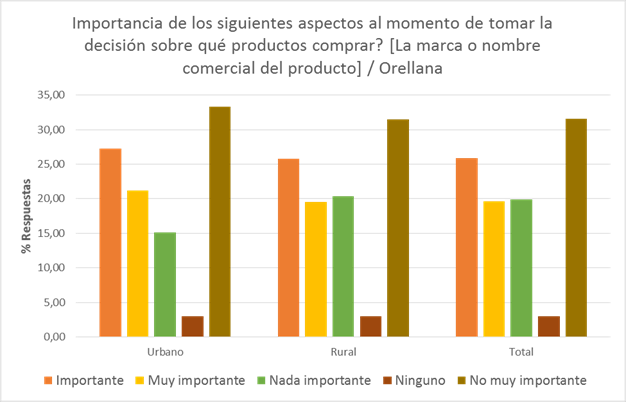 Importancia de los siguientes aspectos al momento de tomar la
decisión sobre qué productos comprar? [La marca o nombre
comercial del producto] / Orellana
% Respuestas
35,00
30,00
25,00
20,00
15,00
10,00
5,00
0,00
Urbano Rural Total
Importante Muy importante Nada importante Ninguno No muy importante